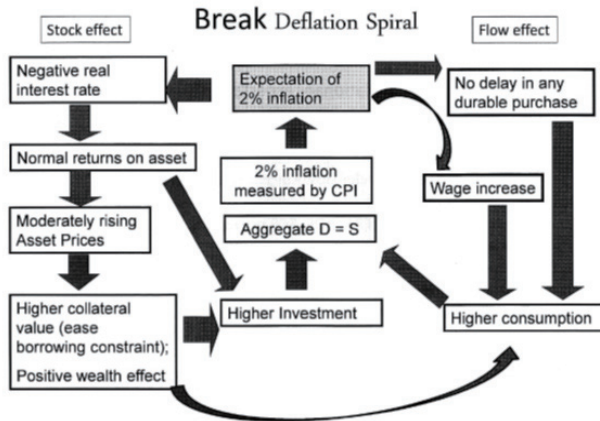 Break Deflation Spiral
Stock effect
Flow effect
Negative real
interest rate
Expectation of
2% inflation
No delay in any
durable purchase
Normal returns on asset
2% inflation
measured by CPI
Wage increase
Moderately rising
Asset Prices
Aggregate D = S
Higher collateral
value (ease
borrowing constraint);
Positive wealth effect
Higher Investment
Higher consumption